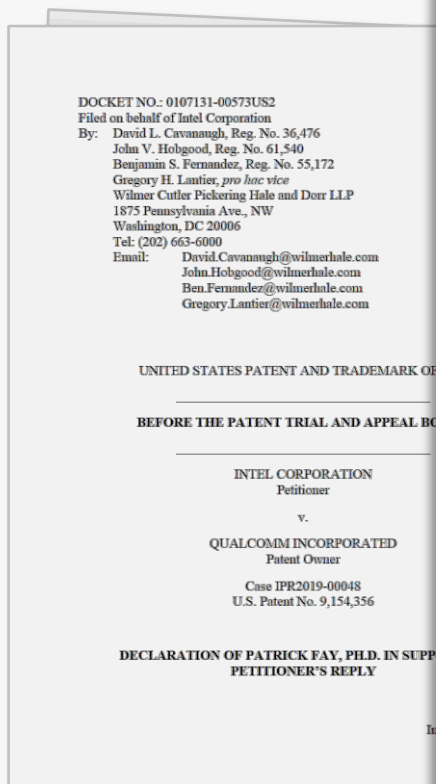 DOCKET NO.: 0107131-00573US2
Filed on behalf of Intel Corporation
By: David L. Cavanaugh, Reg. No. 36,476
John V. Hobgood, Reg. No. 61,540
Benjamin S. Fernandez, Reg. No. 55,172
Gregory H. Lantier, pro hac vice
Wilmer Cutler Pickering Hale and Dorr LLP
1875 Pennsylvania Ave., NW
Washington, DC 20006
Tel: (202) 663-6000
Email: David.Cavanaugh@wilmerhale.com
John.Hobgood@wilmerhale.com
Ben.Fernandez@wilmerhale.com
Gregory.Lantier@wilmerhale.com
UNITED STATES PATENT AND TRADEMARK
BEFORE THE PATENT TRIAL AND APPEAL
INTEL CORPORATION
Petitioner
v.
QUALCOMM INCORPORATED
Patent Owner
Case IPR2019-00048
U.S. Patent No. 9,154,356
DECLARATION OF PATRICK FAY, PH.D. IN
PETITIONER'S REPLY